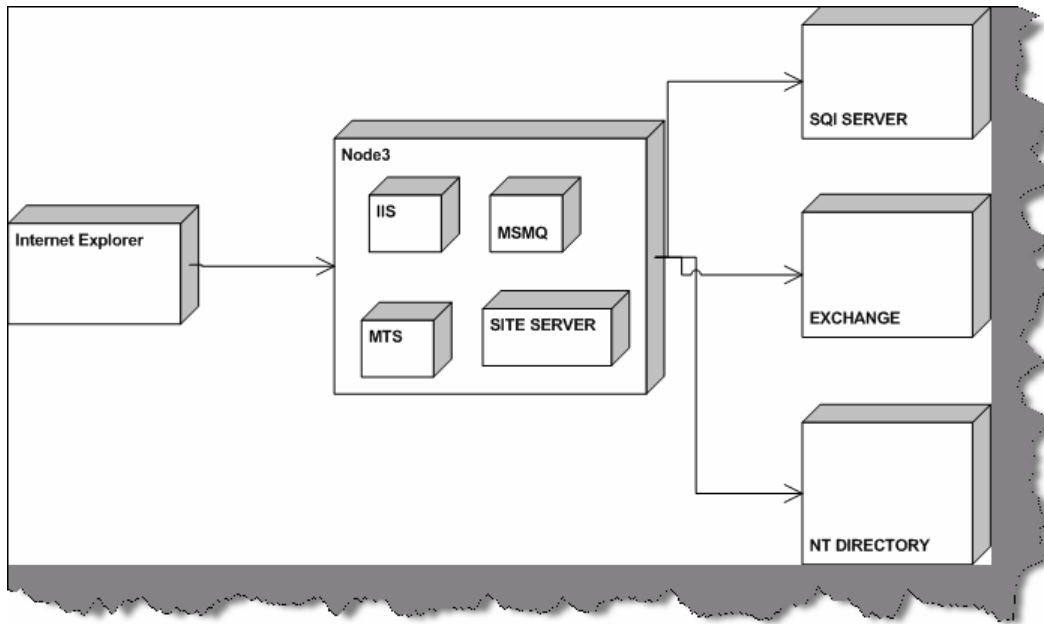 Internet Explorer
Node3
IIS
MSMQ
MTS
SITE SERVER
SQI SERVER
EXCHANGE
NT DIRECTORY